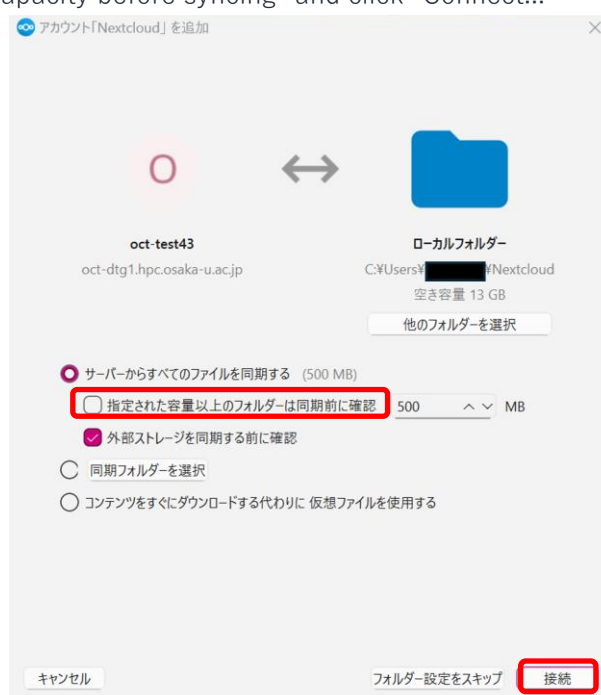 capacity before syncing" and click "Connect...
アカウント「Nextcloud」を追加
O
oct-test43
oct-dtg1.hpc.osaka-u.ac.jp
ローカルフォルダー
C:¥Users¥ ¥Nextcloud
空き容量 13 GB
他のフォルダーを選択
サーバーからすべてのファイルを同期する (500 MB)
指定された容量以上のフォルダーは同期前に確認 500 MB
外部ストレージを同期する前に確認
同期フォルダーを選択
コンテンツをすぐにダウンロードする代わりに 仮想ファイルを使用する
キャンセル フォルダー設定をスキップ 接続